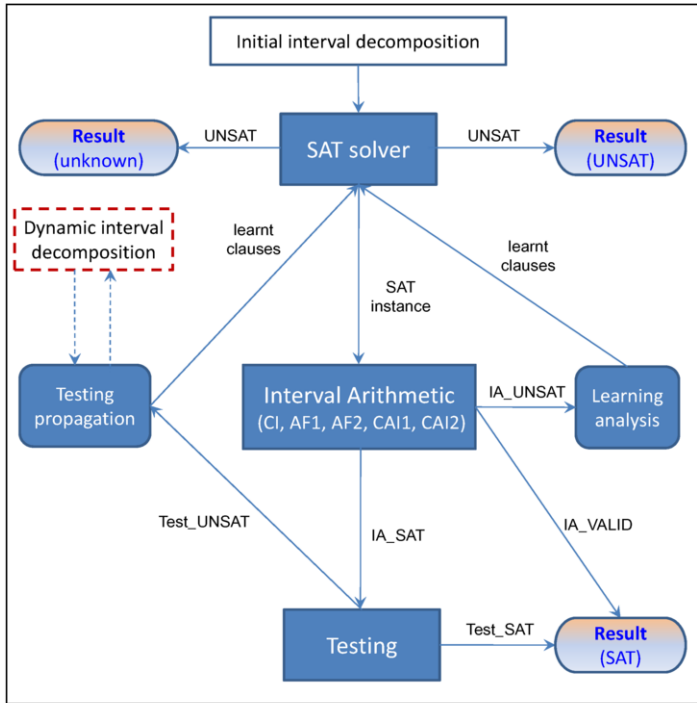 Initial interval decomposition
Result
(unknown)
UNSAT
SAT solver
UNSAT
Result
(UNSAT)
Dynamic interval
decomposition
learnt
clauses
SAT
instance
learnt
clauses
Testing
propagation
Interval Arithmetic
(CI, AF1, AF2, CAI1, CAI2)
IA_UNSAT
Learning
analysis
Test_UNSAT
IA_SAT
IA_VALID
Testing
Test_SAT
Result
(SAT)